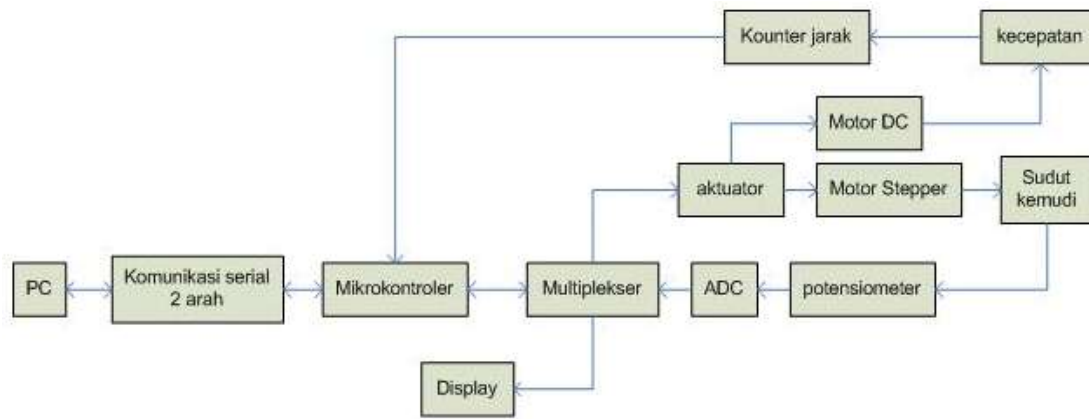 Kounter jarak
kecepatan
Motor DC
aktuator
Motor Stepper
Sudut
kemudi
PC
Komunikasi serial
2 arah
Mikrokontroler
Multiplekser
ADC
potensiometer
Display